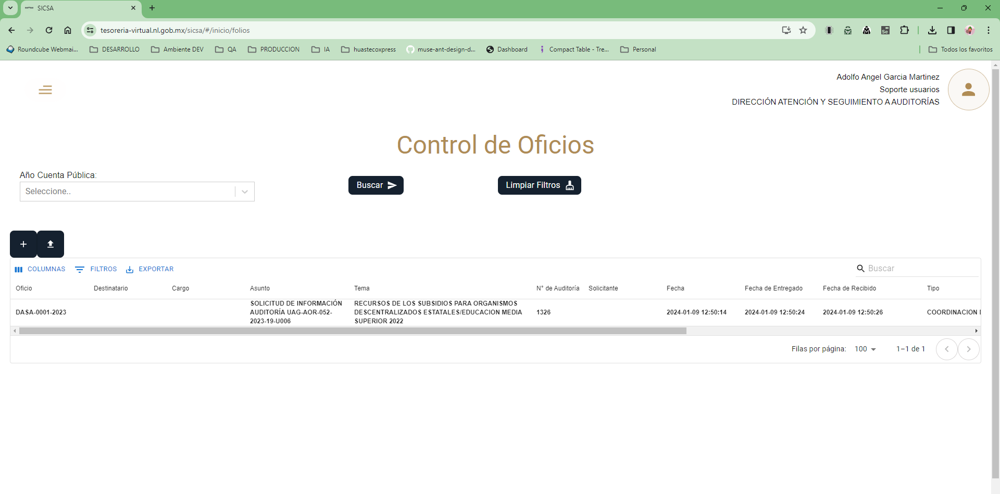 SICSA
tesoreria-virtual.nl.gob.mx/sicsa/#/inicio/folios
Se
Roundcube Webmai...
DESARROLLO
Ambiente DEV
QA
PRODUCCION
IA
huastecoxpress
muse-ant-design-d...
Dashboard
Compact Table - Tre...
Personal
Todos los favoritos
Adolfo Angel Garcia Martinez
Soporte usuarios
DIRECCIÓN ATENCIÓN Y SEGUIMIENTO A AUDITORÍAS
Control de Oficios
Año Cuenta Pública:
Seleccione..
Buscar
Limpiar Filtros
COLUMNAS FILTROS EXPORTAR
Buscar
Oficio Destinatario Cargo Asunto Tema N° de Auditoría Solicitante Fecha Fecha de Entregado Fecha de Recibido Tipo
DASA-0001-2023
SOLICITUD DE INFORMACIÓN
AUDITORÍA UAG-AOR-052-
2023-19-U006
RECURSOS DE LOS SUBSIDIOS PARA ORGANISMOS
DESCENTRALIZADOS ESTATALES/EDUCACION MEDIA
SUPERIOR 2022
1326
2024-01-09 12:50:14
2024-01-09 12:50:24
2024-01-09 12:50:26
COORDINACION
Filas por página: 100 1–1 de 1